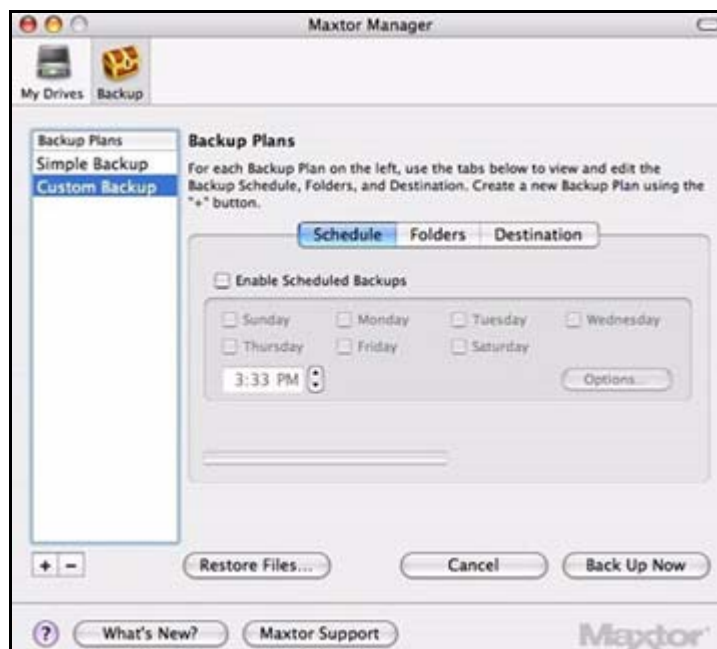 Maxtor Manager
My Drives Backup
Backup Plans
Simple Backup
Custom Backup
Backup Plans
For each Backup Plan on the left, use the tabs below to view and edit the
Backup Schedule, Folders, and Destination. Create a new Backup Plan using the
"+" button.
Schedule Folders Destination
Enable Scheduled Backups
Sunday Monday Tuesday Wednesday
Thursday Friday Saturday
3:33 PM Options...
+ -
Restore Files... Cancel Back Up Now
? What's New? Maxtor Support Maxtor